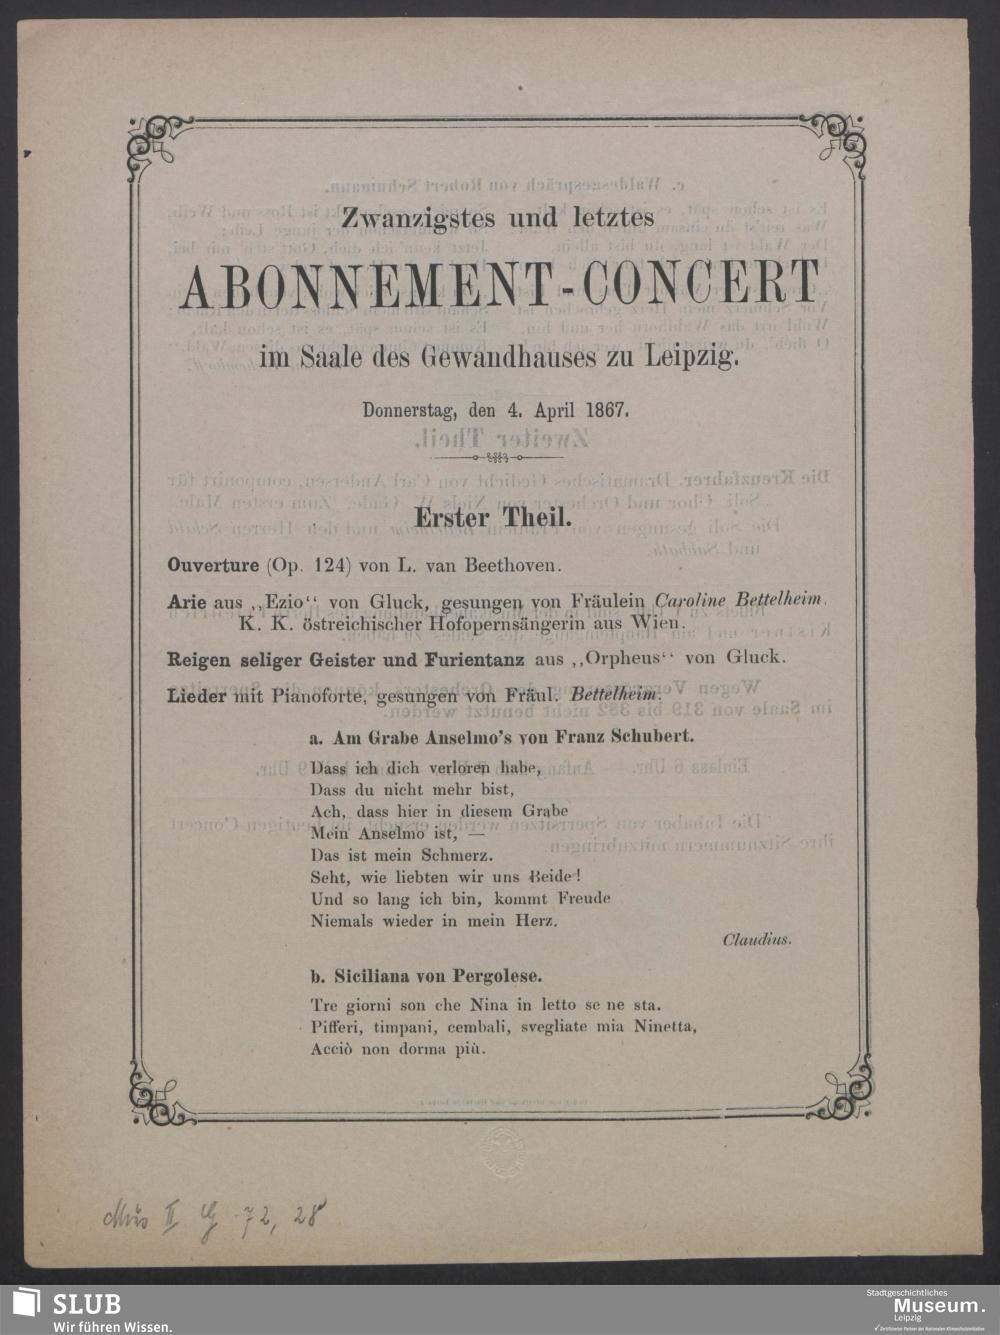 Zwanzigstes und letztes
ABONNEMENT-CONCERT
im Saale des Gewandhauses zu Leipzig.
Donnerstag, den 4. April 1867.
Erster Theil.
Ouverture (Op. 124) von L. van Beethoven.
Arie aus „Ezio“ von Gluck, gesungen von Fräulein Caroline Bettelheim,
K. K. östreichischer Hofopernsängerin aus Wien.
Reigen seliger Geister und Furientanz aus „Orpheus“ von Gluck.
Lieder mit Pianoforte, gesungen von Fräul. Bettelheim.
a. Am Grabe Anselmo's von Franz Schubert.
Dass ich dich verloren habe,
Dass du nicht mehr bist,
Ach, dass hier in diesem Grabe
Mein Anselmo ist, —
Das ist mein Schmerz.
Seht, wie liebten wir uns Beide!
Und so lang ich bin, kommt Freude
Niemals wieder in mein Herz.
Claudius.
b. Siciliana von Pergolese.
Tre giorni son che Nina in letto se ne sta.
Pifferi, timpani, cembali, svegliate mia Ninetta,
Acciò non dorma più.
Mus II G 72, 28
SLUB
Wir führen Wissen.
Stadtgeschichtliches
Museum.
Leipzig
Zertifizierter Partner der Nationalen Klimaschutzinitiative